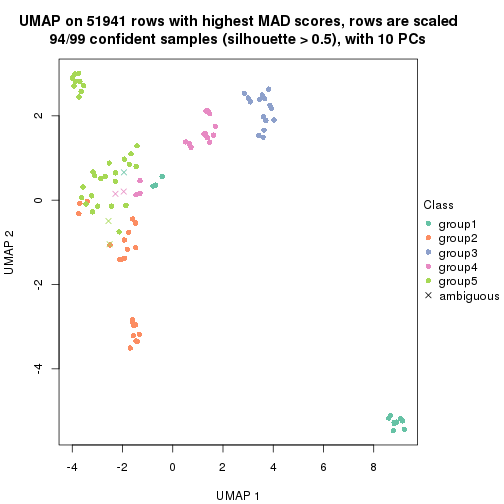 UMAP on 51941 rows with highest MAD scores, rows are scaled
94/99 confident samples (silhouette > 0.5), with 10 PCs
2
0
-2
-4
UMAP 2
-4
-2
0
2
4
6
8
UMAP 1
Class
group1
group2
group3
group4
group5
ambiguous